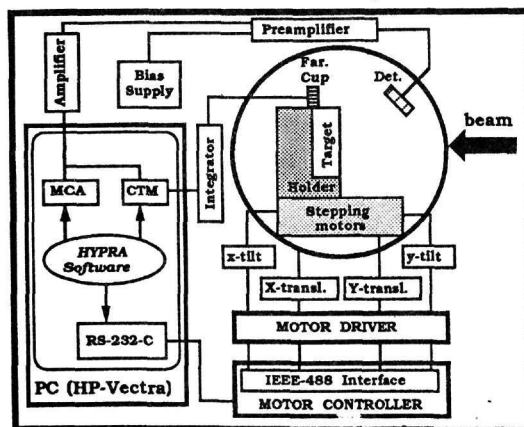 Preamplifier
Amplifier
Bias
Supply
Far.
Cup
Det.
beam
Integrator
Target
Holder
MCA
CTM
Stepping
motors
HYPRA
Software
x-tilt
y-tilt
X-transl.
Y-transl.
RS-232-C
MOTOR DRIVER
PC (HP-Vectra)
IEEE-488 Interface
MOTOR CONTROLLER